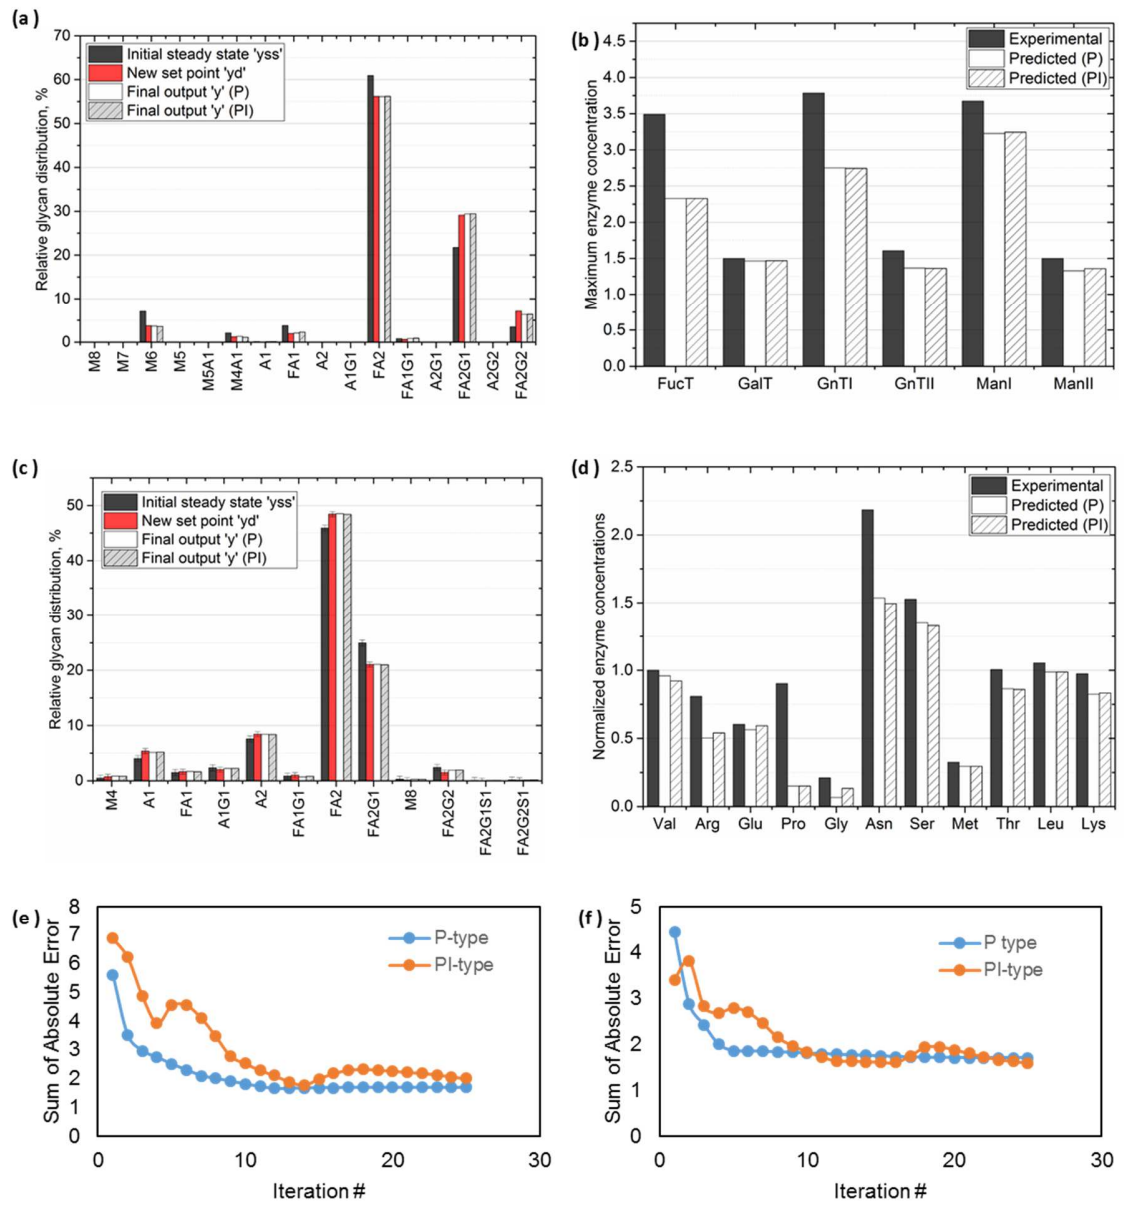 (a)
Relative glycan distribution, %
70
60
50
40
30
20
10
0
Initial steady state 'yss'
New set point 'yd'
Final output 'y' (P)
Final output 'y' (PI)
M8
M7
M6
M5
M5A1
M4A1
A1
FA1
A2
A1G1
FA2
FA1G1
A2G1
FA2G1
A2G2
FA2G2
(b)
Maximum enzyme concentration
4.5
4.0
3.5
3.0
2.5
2.0
1.5
1.0
0.5
0.0
Experimental
Predicted (P)
Predicted (PI)
FucT GalT GnTI GnTII ManI ManII
(c)
Relative glycan distribution, %
50
40
30
20
10
0
Initial steady state 'yss'
New set point 'yd'
Final output 'y' (P)
Final output 'y' (PI)
M4
A1
FA1
A1G1
A2
FA1G1
FA2
FA2G1
M8
FA2G2
FA2G1S1
FA2G2S1
(d)
Normalized enzyme concentrations
2.5
2.0
1.5
1.0
0.5
0.0
Experimental
Predicted (P)
Predicted (PI)
Val Arg Glu Pro Gly Asn Ser Met Thr Leu Lys
(e)
Sum of Absolute Error
8
7
6
5
4
3
2
1
0
P-type
PI-type
0 10 20 30
Iteration #
(f)
Sum of Absolute Error
5
4
3
2
1
0
P type
PI-type
0 10 20 30
Iteration #